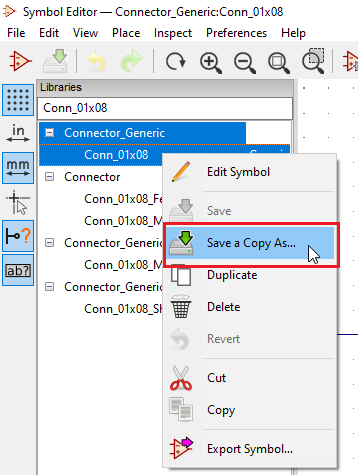 Symbol Editor — Connector_Generic:Conn_01x08
File Edit View Place Inspect Preferences
Libraries
Conn_01x08
Connector_Generic
Conn_01x08
Connector
Conn_01x08_Fe
Conn_01x08_M
Connector_Generic
Conn_01x08_M
Connector_Generic
Conn_01x08_Sh
in
mm
?
ab?
Edit Symbol
Save
Save a Copy As...
Duplicate
Delete
Revert
Cut
Copy
Export Symbol...